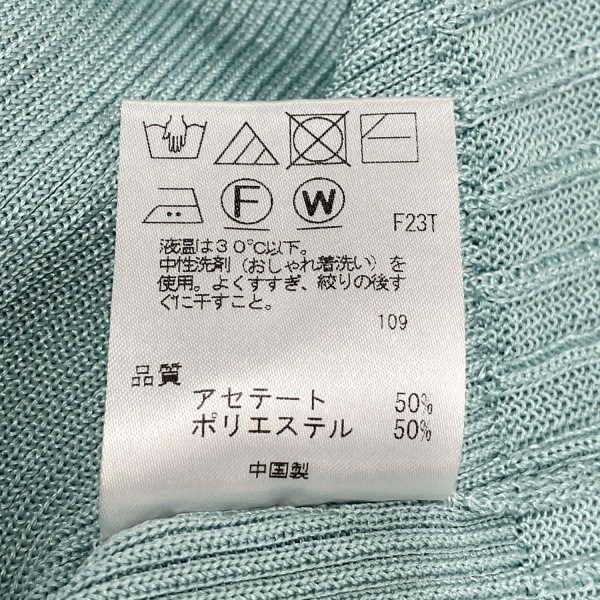 F W
F23T
液温は30℃以下。
中性洗剤(おしゃれ着洗い)を
使用。よくすすぎ、絞りの後す
ぐに干すこと。
109
品質
アセテート 50%
ポリエステル 50%
中国製